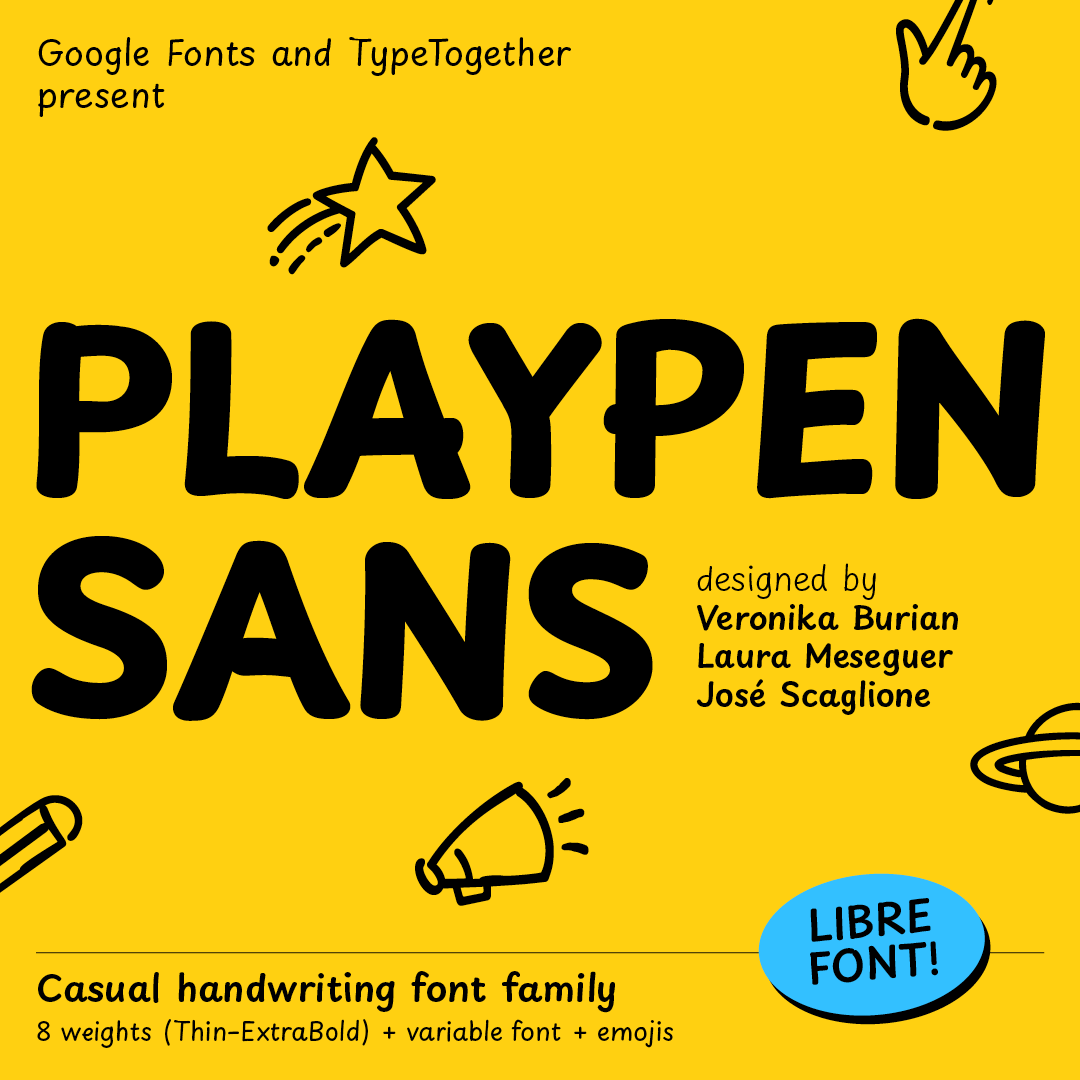 Google Fonts and TypeTogether
present
PLAYPEN
SANS
designed by
Veronika Burian
Laura Meseguer
José Scaglione
LIBRE
FONT!
Casual handwriting font family
8 weights (Thin–ExtraBold) + variable font + emojis